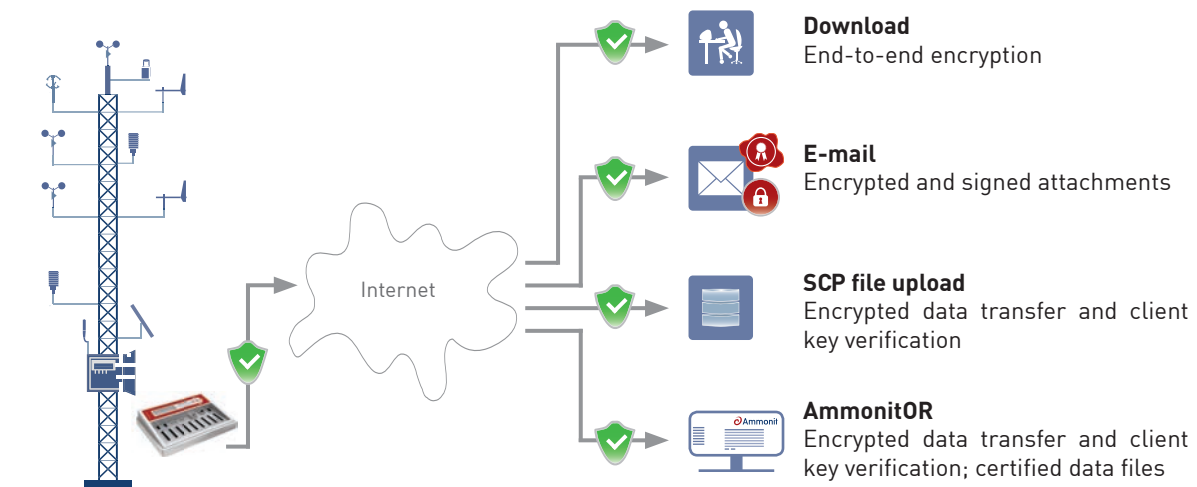 Download
End-to-end encryption
E-mail
Encrypted and signed attachments
Internet
SCP file upload
Encrypted data transfer and client
key verification
AmmonitOR
Ammonit
Encrypted data transfer and client
key verification; certified data files